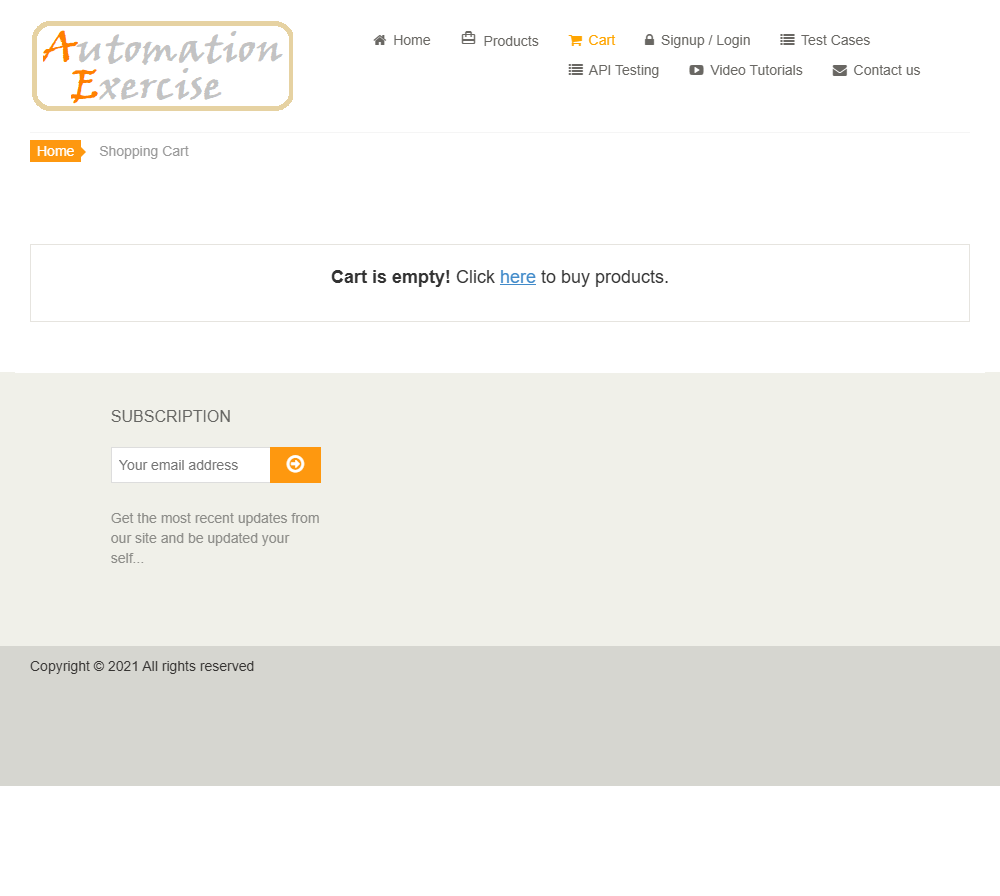 Automation
Exercise
Home
Products
Cart
Signup / Login
Test Cases
API Testing
Video Tutorials
Contact us
Home
Shopping Cart
Cart is empty! Click here to buy products.
SUBSCRIPTION
Your email address
Get the most recent updates from
our site and be updated your
self...
Copyright © 2021 All rights reserved